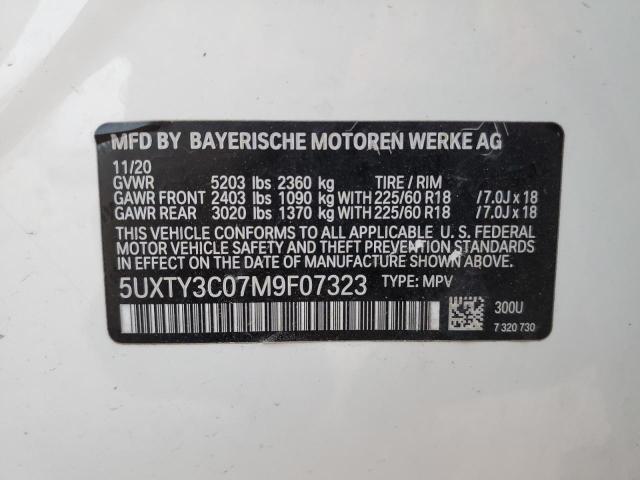 MFD BY BAYERISCHE MOTOREN WERKE AG
11/20
GVWR 5203 lbs 2360 kg TIRE / RIM
GAWR FRONT 2403 lbs 1090 kg WITH 225/60 R18 / 7.0J x 18
GAWR REAR 3020 lbs 1370 kg WITH 225/60 R18 / 7.0J x 18
THIS VEHICLE CONFORMS TO ALL APPLICABLE U. S. FEDERAL
MOTOR VEHICLE SAFETY AND THEFT PREVENTION STANDARDS
IN EFFECT ON THE DATE OF MANUFACTURE SHOWN ABOVE.
5UXTY3C07M9F07323 TYPE: MPV
300U
7 320 730